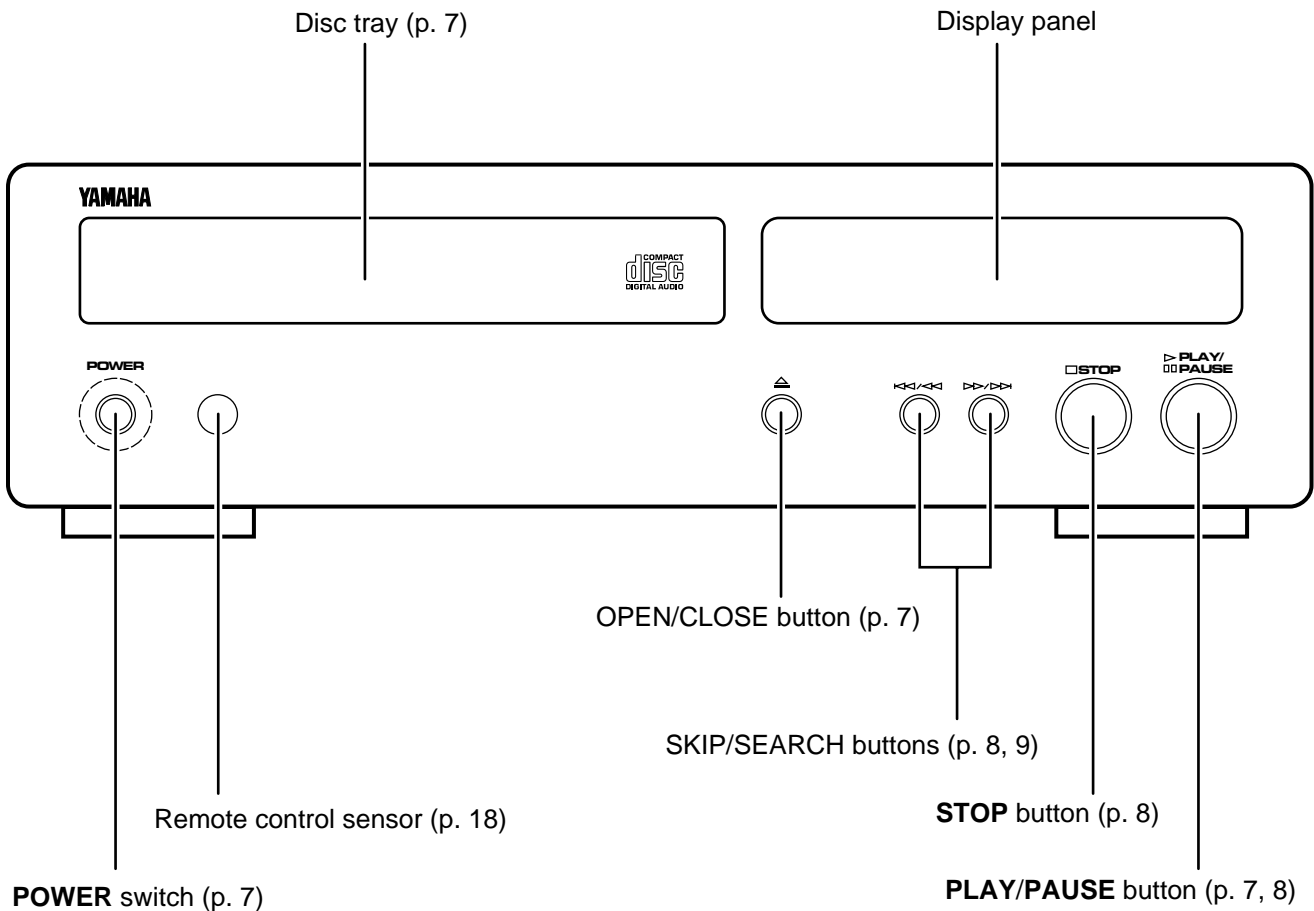 Disc tray (p. 7)
Display panel
YAMAHA
COMPACT
disc
DIGITAL AUDIO
POWER
STOP
PLAY/
PAUSE
OPEN/CLOSE button (p. 7)
SKIP/SEARCH buttons (p. 8, 9)
Remote control sensor (p. 18)
STOP button (p. 8)
POWER switch (p. 7)
PLAY/PAUSE button (p. 7, 8)